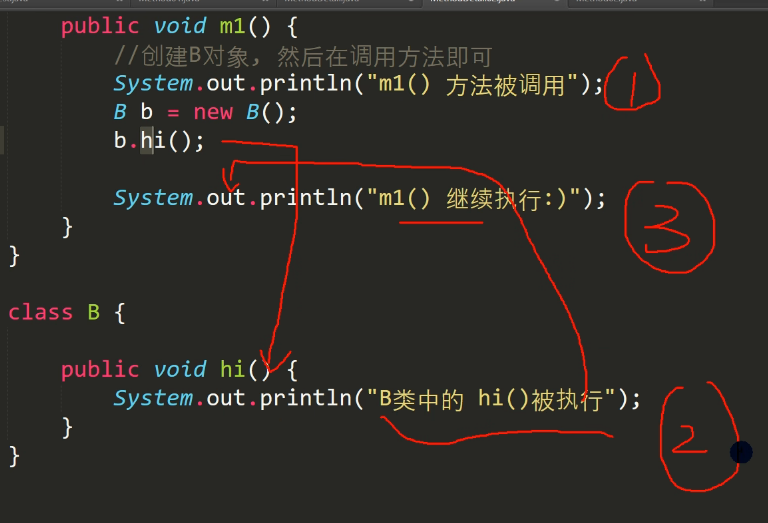 public void m1() {
//创建B对象, 然后在调用方法即可
System.out.println("m1() 方法被调用");
1
B b = new B();
b.hi();
System.out.println("m1() 继续执行:)");
3
}
}
class B {
public void hi() {
System.out.println("B类中的 hi()被执行");
2
}
}